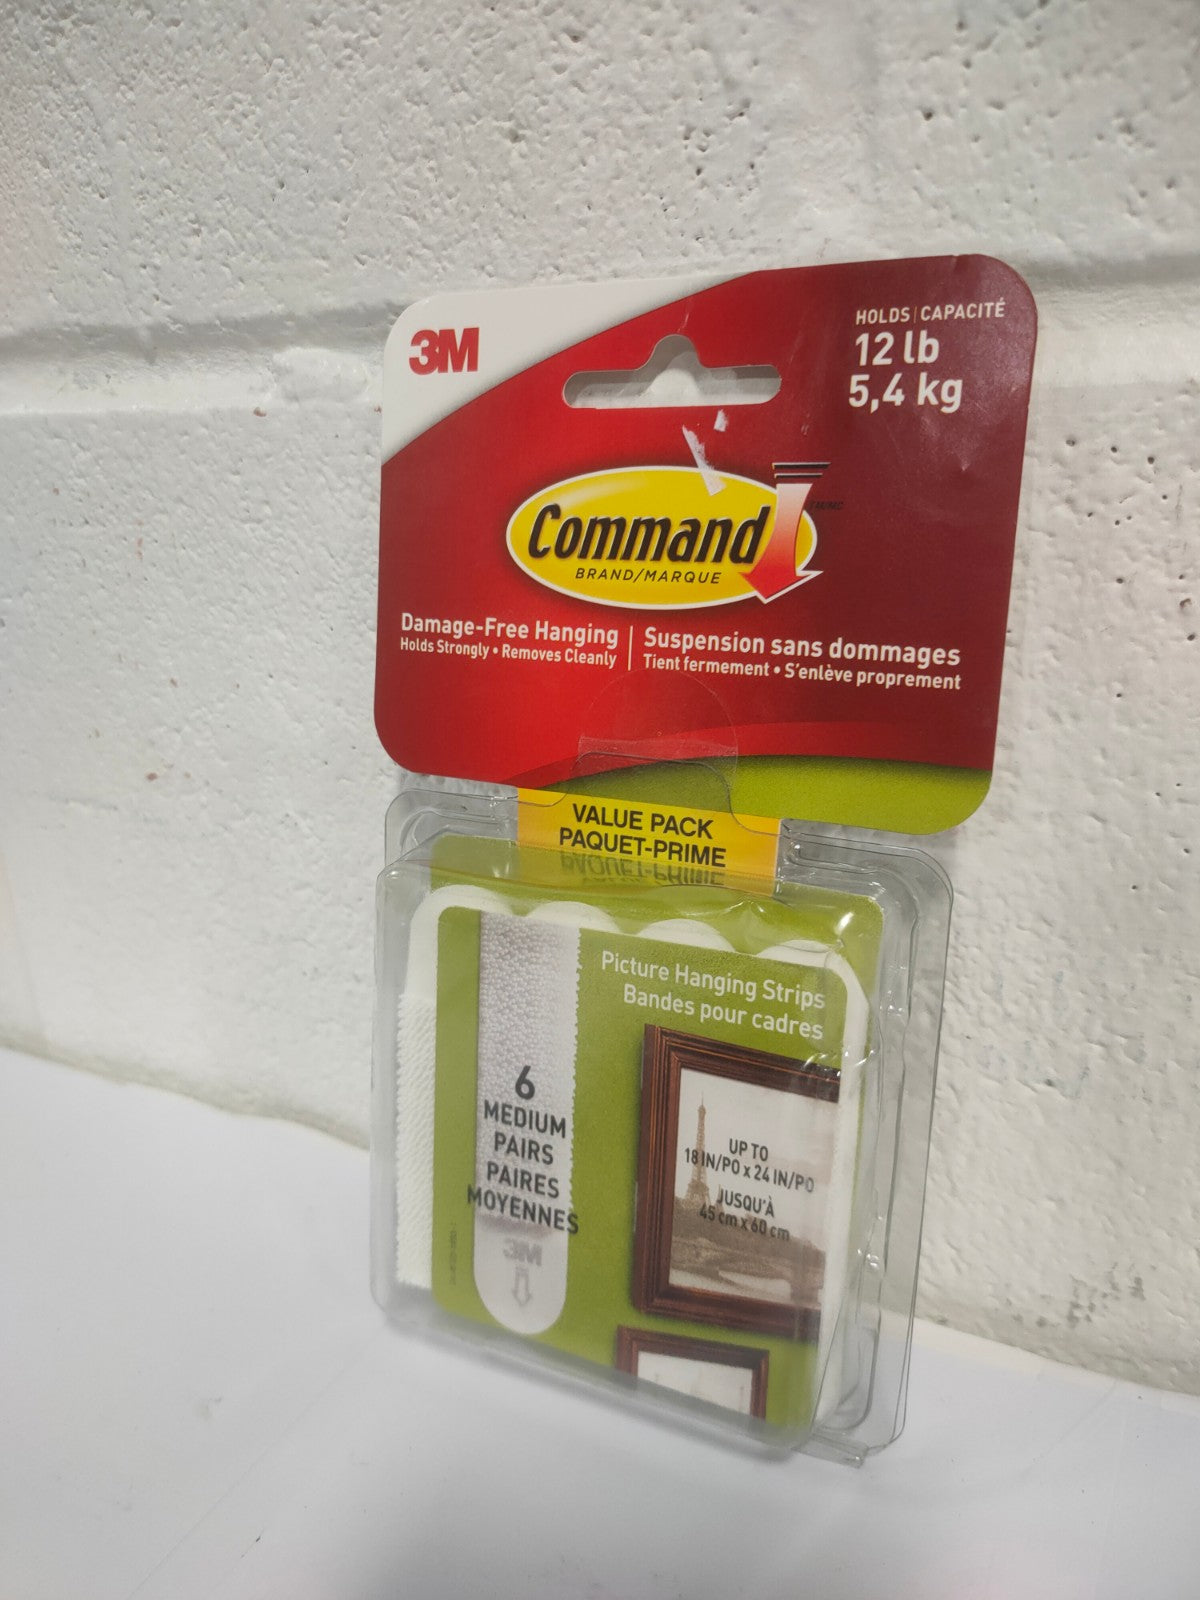 3M
HOLDS | CAPACITÉ
12 lb
5,4 kg
Command
BRAND/MARQUE
TM/MC
Damage-Free Hanging
Holds Strongly • Removes Cleanly
Suspension sans dommages
Tient fermement • S'enlève proprement
VALUE PACK
PAQUET-PRIME
Picture Hanging Strips
Bandes pour cadres
6
MEDIUM
PAIRS
PAIRES
MOYENNES
3M
UP TO
18 IN/PO x 24 IN/PO
JUSQU'À
45 cm x 60 cm